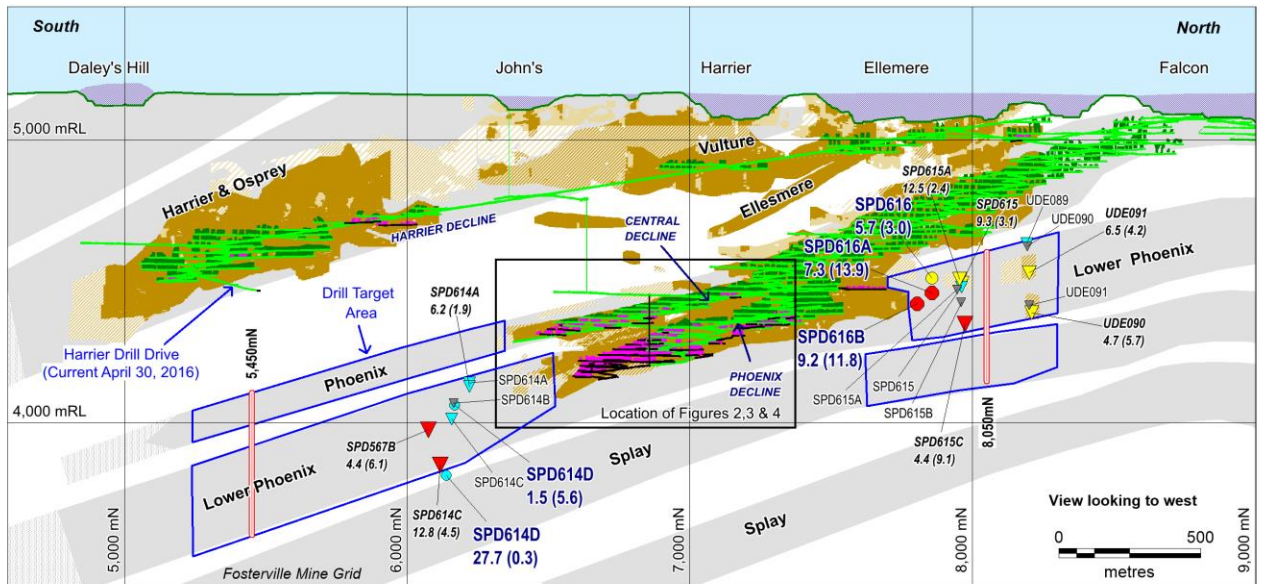 South
North
Daley's Hill
John's
Harrier
Ellemere
Falcon
5,000 mRL
Vulture
Harrier & Osprey
Ellesmere
HARRIER DECLINE
CENTRAL
DECLINE
SPD615A
12.5 (2.4)
SPD616
5.7 (3.0)
SPD615
9.3 (3.1)
UDE089
UDE090
UDE091
6.5 (4.2)
SPD616A
7.3 (13.9)
Lower Phoenix
UDE091
UDE090
4.7 (5.7)
Harrier Drill Drive
(Current April 30, 2016)
Drill Target
Area
SPD614A
6.2 (1.9)
5,450mN
Phoenix
SPD616B
9.2 (11.8)
PHOENIX
DECLINE
SPD614A
SPD614B
Location of Figures 2,3 & 4
SPD615A
SPD615
SPD615B
SPD615C
4.4 (9.1)
8,050mN
4,000 mRL
SPD567B
4.4 (6.1)
Lower Phoenix
SPD614C
SPD614D
1.5 (5.6)
Splay
SPD614C
12.8 (4.5)
SPD614D
27.7 (0.3)
Splay
View looking to west
0
500
metres
5,000 mN
6,000 mN
7,000 mN
8,000 mN
9,000 mN
Fosterville Mine Grid